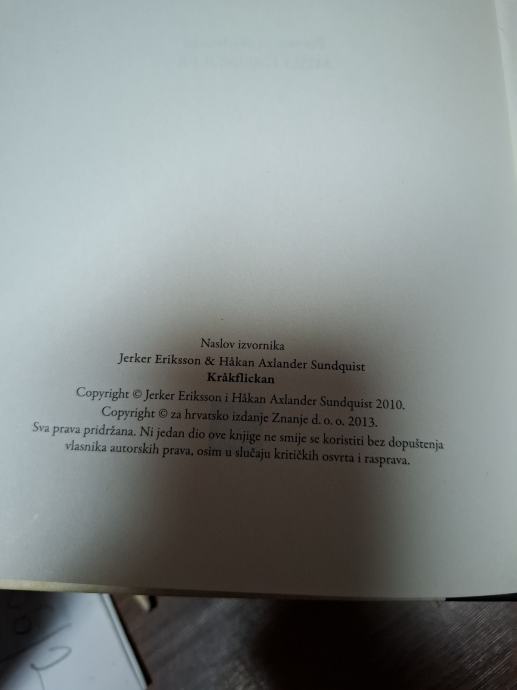 Naslov izvornika
Jerker Eriksson & Håkan Axlander Sundquist
Kråkflickan
Copyright © Jerker Eriksson i Håkan Axlander Sundquist 2010.
Copyright © za hrvatsko izdanje Znanje d. o. o. 2013.
Sva prava pridržana. Ni jedan dio ove knjige ne smije se koristiti bez dopuštenja
vlasnika autorskih prava, osim u slučaju kritičkih osvrta i rasprava.